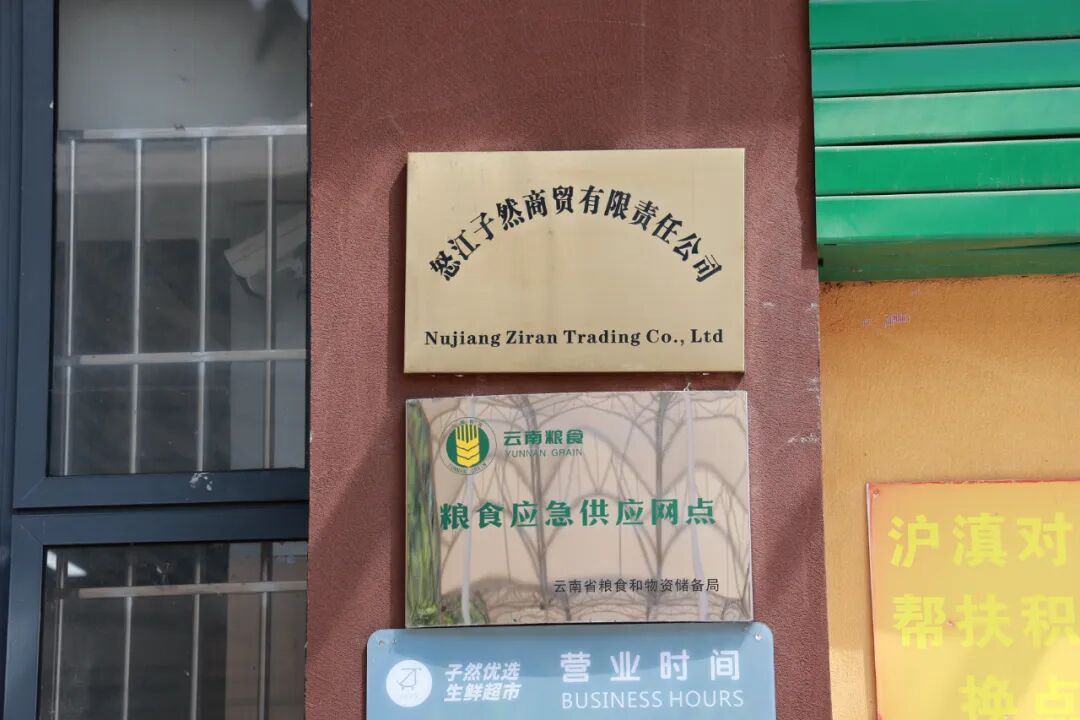 怒江子然商贸有限责任公司
Nujiang Ziran Trading Co., Ltd
云南粮食
YUNNAN GRAIN
粮食应急供应网点
云南省粮食和物资储备局
子然优选
生鲜超市
营业时间
BUSINESS HOURS
沪滇对
帮扶积
换点